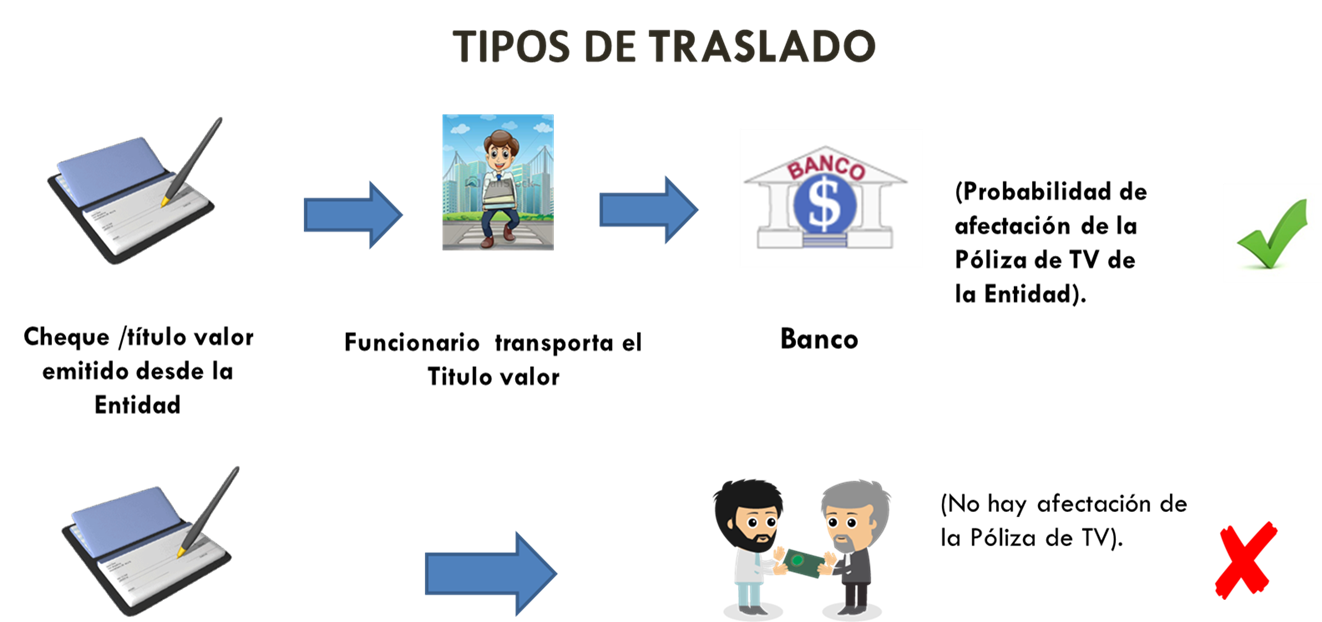 TIPOS DE TRASLADO
BANCO
$
(Probabilidad de
afectación de la
Póliza de TV de
la Entidad).
Cheque /título valor
emitido desde la
Entidad
Funcionario transporta el
Titulo valor
Banco
(No hay afectación de
la Póliza de TV).